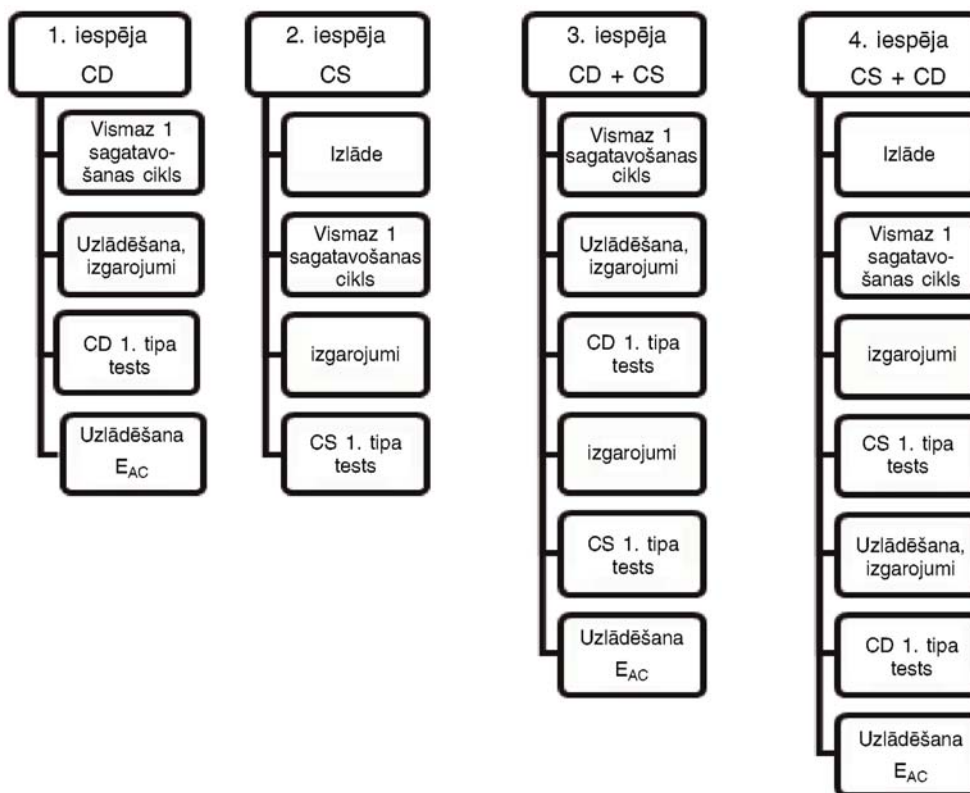 1. iespēja
CD
Vismaz 1
sagatavo-
šanas cikls
Uzlādēšana,
izgarojumi
CD 1. tipa
tests
Uzlādēšana
EAC
2. iespēja
CS
Izlāde
Vismaz 1
sagatavošanas
cikls
izgarojumi
CS 1. tipa
tests
3. iespēja
CD + CS
Vismaz 1
sagatavošanas
cikls
Uzlādēšana,
izgarojumi
CD 1. tipa
tests
izgarojumi
CS 1. tipa
tests
Uzlādēšana
EAC
4. iespēja
CS + CD
Izlāde
Vismaz 1
sagatavo-
šanas cikls
izgarojumi
CS 1. tipa
tests
Uzlādēšana,
izgarojumi
CD 1. tipa
tests
Uzlādēšana
EAC